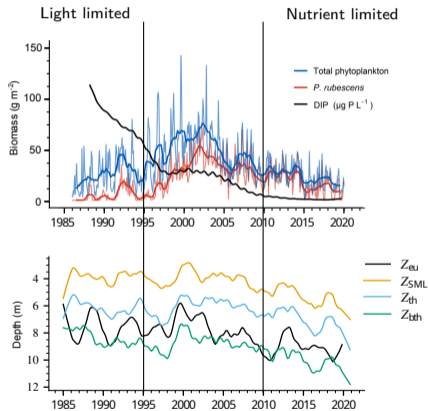 Light limited
Nutrient limited
Biomass (g m⁻²)
150
100
50
0
Total phytoplankton
P. rubescens
DIP (μg P L⁻¹)
1985 1990 1995 2000 2005 2010 2015 2020
Depth (m)
4
6
8
10
12
Zeu
ZSML
Zth
Zbth
1985 1990 1995 2000 2005 2010 2015 2020